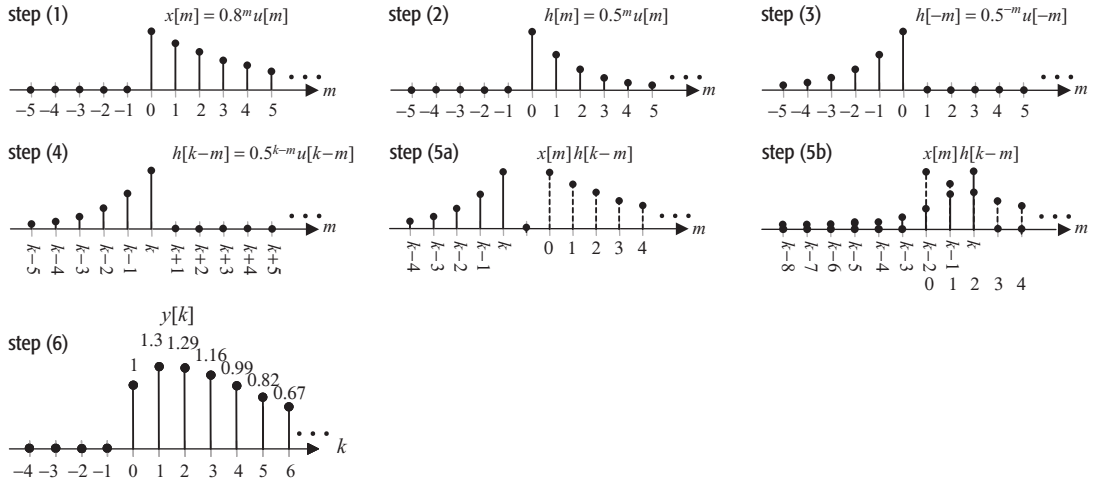 step (1)
x[m] = 0.8^m u[m]
−5 −4 −3 −2 −1 0 1 2 3 4 5
m
step (2)
h[m] = 0.5^m u[m]
−5 −4 −3 −2 −1 0 1 2 3 4 5
m
step (3)
h[−m] = 0.5^−m u[−m]
−5 −4 −3 −2 −1 0 1 2 3 4 5
m
step (4)
h[k−m] = 0.5^k−m u[k−m]
k−5 k−4 k−3 k−2 k−1 k k+1 k+2 k+3 k+4 k+5
m
step (5a)
x[m] h[k−m]
k−4 k−3 k−2 k−1 k 0 1 2 3 4
m
step (5b)
x[m] h[k−m]
k−8 k−7 k−6 k−5 k−4 k−3 k−2 k−1 k
0 1 2 3 4
m
step (6)
y[k]
1 1.3 1.29 1.16 0.99 0.82 0.67
−4 −3 −2 −1 0 1 2 3 4 5 6
k